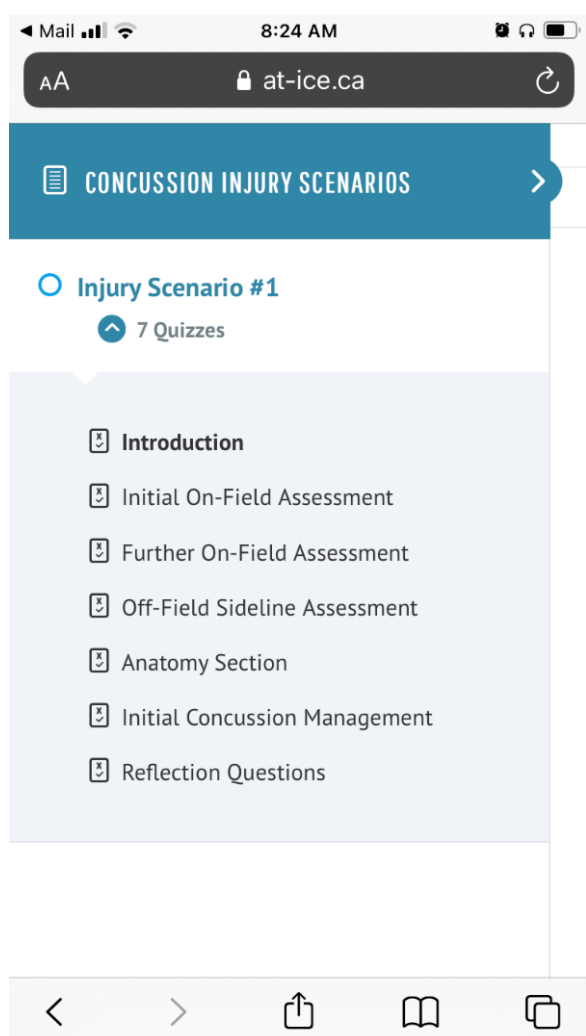 Mail
8:24 AM
AA
at-ice.ca
CONCUSSION INJURY SCENARIOS
Injury Scenario #1
7 Quizzes
Introduction
Initial On-Field Assessment
Further On-Field Assessment
Off-Field Sideline Assessment
Anatomy Section
Initial Concussion Management
Reflection Questions